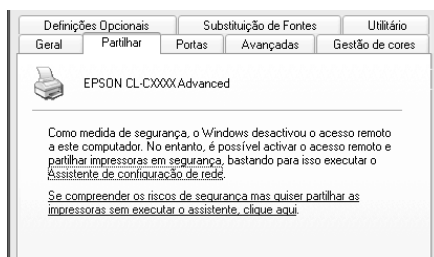 Definições Opcionais Substituição de Fontes Utilitário
Geral Partilhar Portas Avançadas Gestão de cores
EPSON CL-CXXXX Advanced
Como medida de segurança, o Windows desactivou o acesso remoto
a este computador. No entanto, é possível activar o acesso remoto e
partilhar impressoras em segurança, bastando para isso executar o
Assistente de configuração de rede.
Se compreender os riscos de segurança mas quiser partilhar as
impressoras sem executar o assistente, clique aqui.